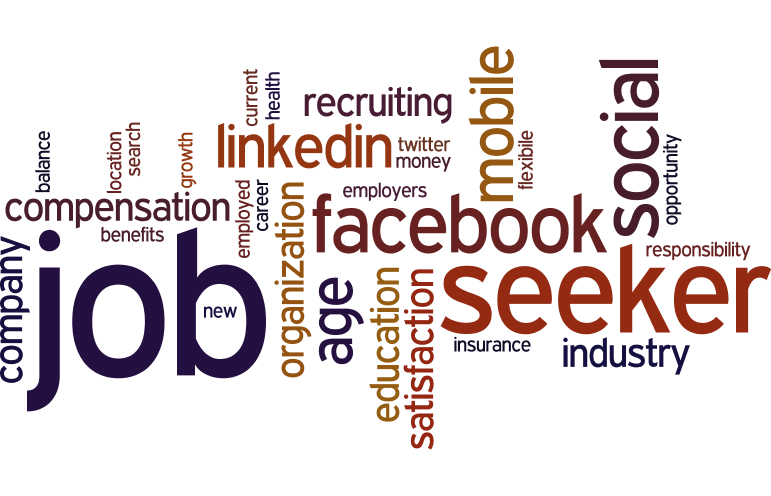 current
health
recruiting
mobile
social
balance
location
search
growth
linkedin
twitter
money
flexibile
opportunity
compensation
benefits
employed
career
organization
employers
facebook
company
job
new
age
education
satisfaction
seeker
responsibility
insurance
industry